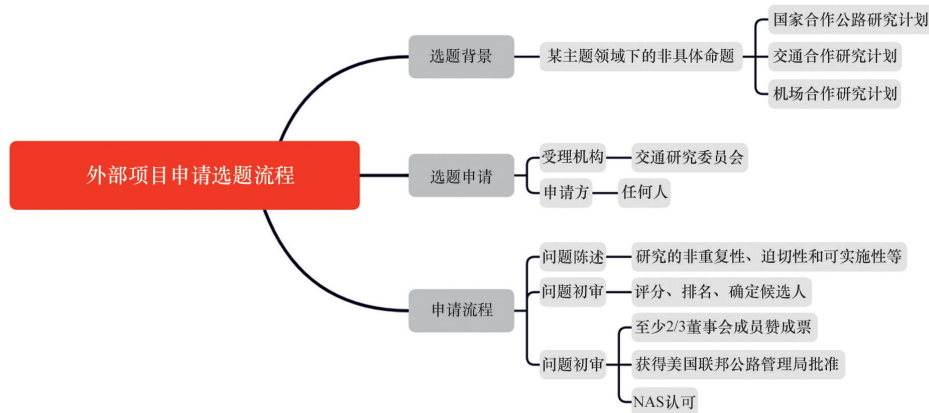 外部项目申请选题流程
选题背景
某主题领域下的非具体命题
国家合作公路研究计划
交通合作研究计划
机场合作研究计划
选题申请
受理机构
交通研究委员会
申请方
任何人
申请流程
问题陈述
研究的非重复性、迫切性和可实施性等
问题初审
评分、排名、确定候选人
问题初审
至少2/3董事会成员赞成票
获得美国联邦公路管理局批准
NAS认可